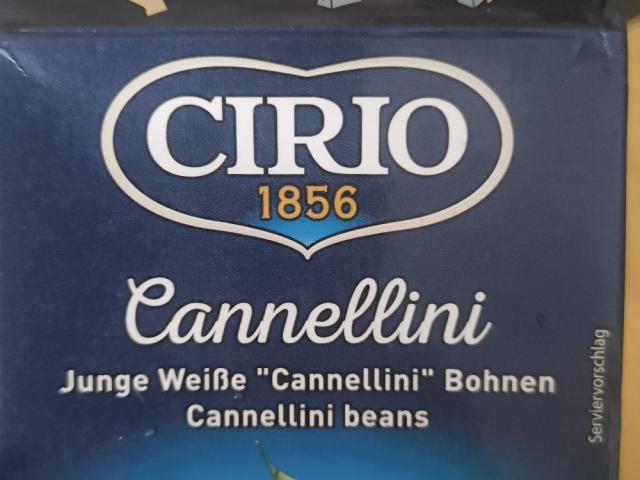 CIRIO
1856
Cannellini
Junge Weiße "Cannellini" Bohnen
Cannellini beans
Serviervorschlag